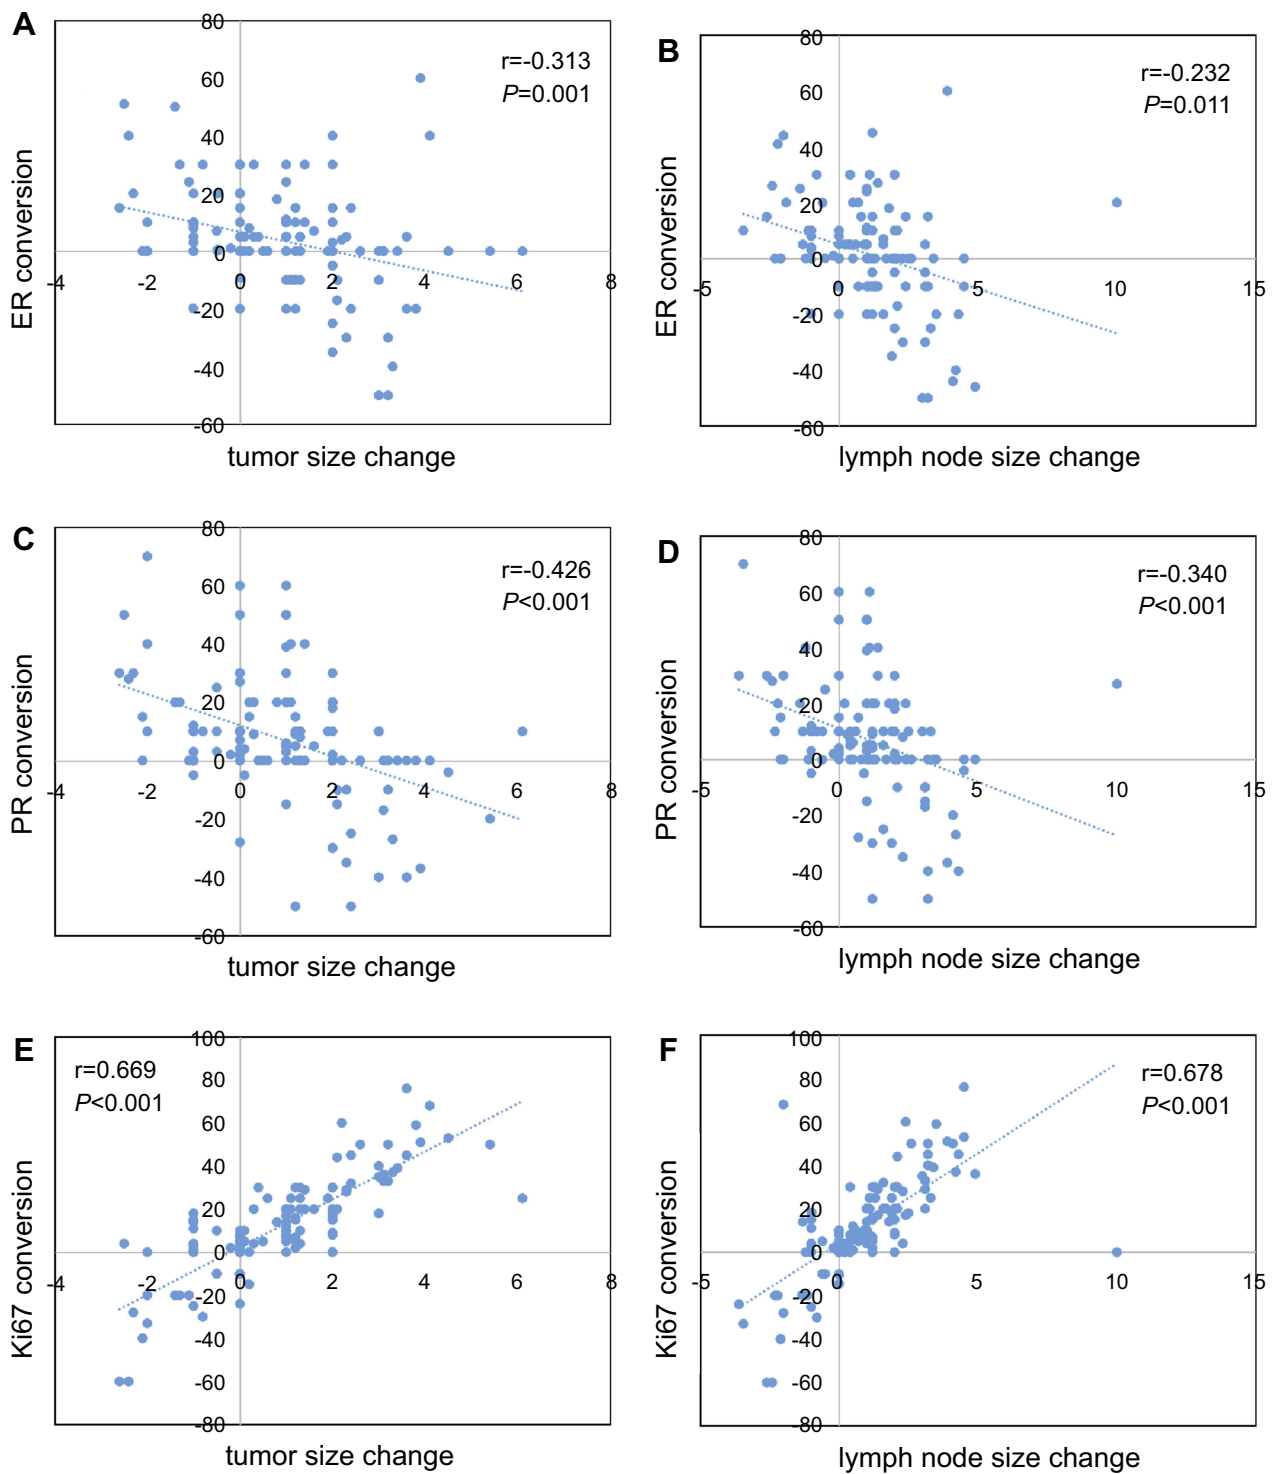 A
80
60
40
20
0
-20
-40
-60
-4
-2
0
2
4
6
8
r=-0.313
P=0.001
ER conversion
tumor size change
B
80
60
40
20
0
-20
-40
-60
-5
0
5
10
15
r=-0.232
P=0.011
ER conversion
lymph node size change
C
80
60
40
20
0
-20
-40
-60
-4
-2
0
2
4
6
8
r=-0.426
P<0.001
PR conversion
tumor size change
D
80
60
40
20
0
-20
-40
-60
-5
0
5
10
15
r=-0.340
P<0.001
PR conversion
lymph node size change
E
100
80
60
40
20
0
-20
-40
-60
-80
-4
-2
0
2
4
6
8
r=0.669
P<0.001
Ki67 conversion
tumor size change
F
100
80
60
40
20
0
-20
-40
-60
-80
-5
0
5
10
15
r=0.678
P<0.001
Ki67 conversion
lymph node size change